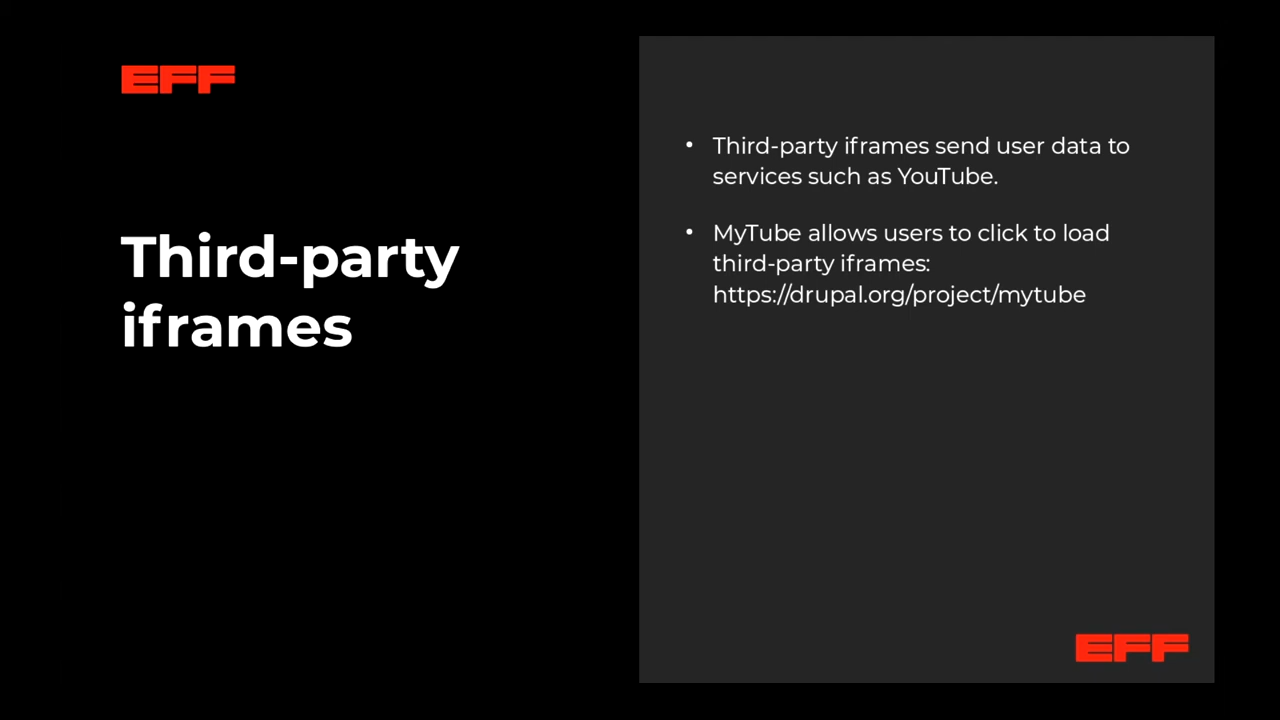 EFF
Third-party
iframes
• Third-party iframes send user data to
services such as YouTube.
• MyTube allows users to click to load
third-party iframes:
https://drupal.org/project/mytube
EFF